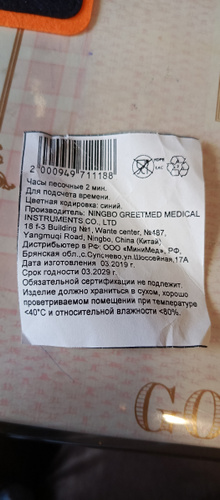 2 000949 711188
Часы песочные 2 мин.
Для подсчета времени.
Цветная кодировка: синий.
Производитель: NINGBO GREETMED MEDICAL
INSTRUMENTS CO., LTD
18 f-3 Building №1, Wante center, №487,
Yangmuqi Road, Ningbo, China (Китай)
Дистрибьютер в РФ: ООО «МиниМед», РФ,
Брянская обл.,с.Супонево,ул.Шоссейная,17А
Дата изготовления 03.2019 г.
Срок годности 03.2029 г.
Обязательной сертификации не подлежит.
Изделие должно храниться в сухом, хорошо
проветриваемом помещении при температуре
<40°С и относительной влажности <80%.
GO